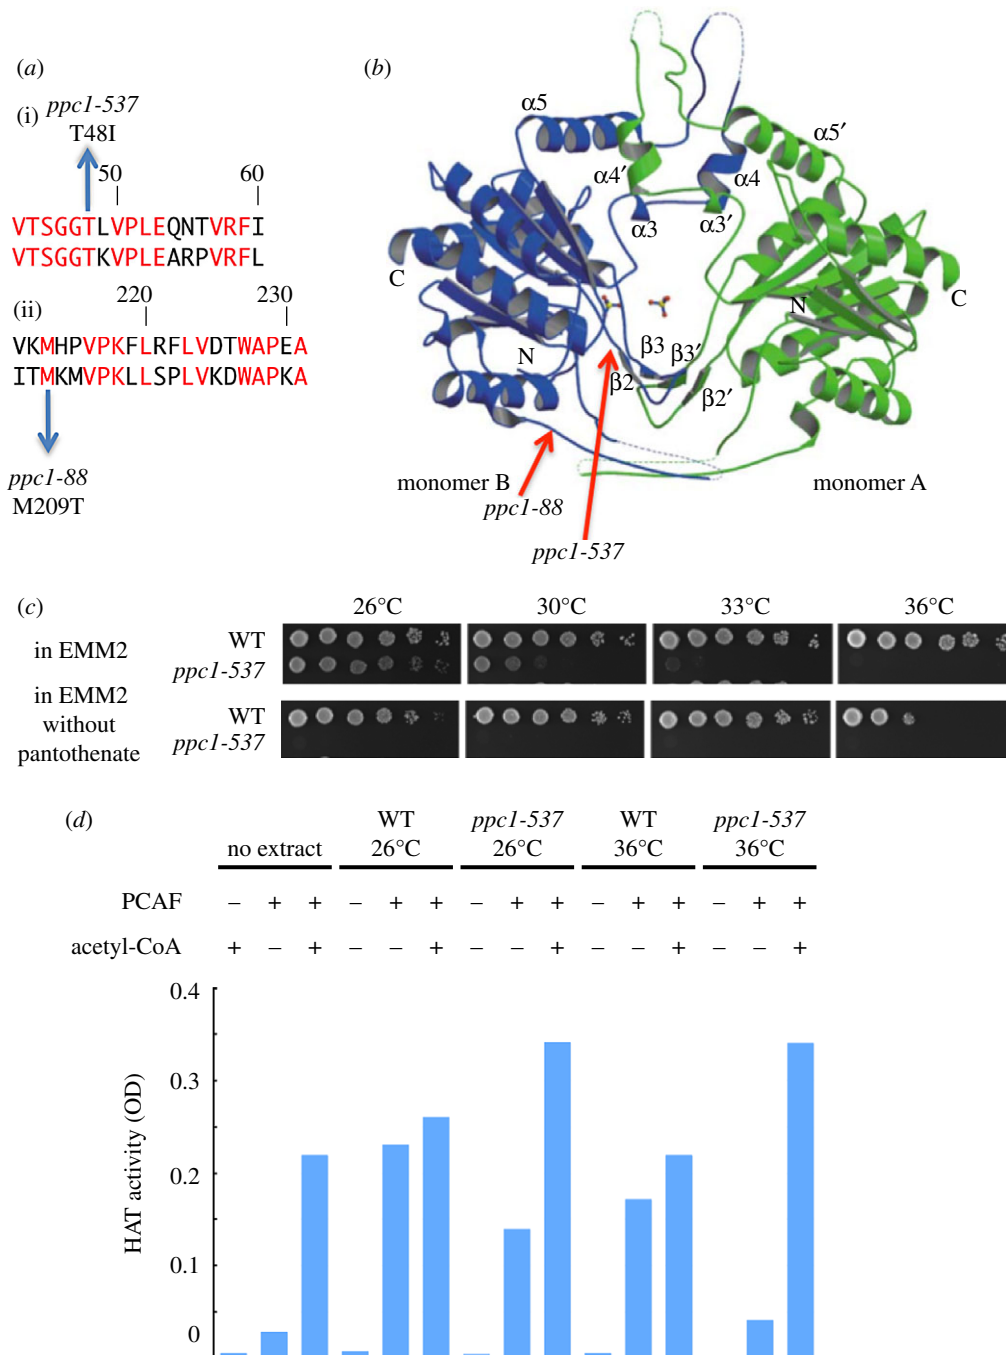 (a)
(b)
ppc1-537
(i)
T48I
50 60
VTSGGTLVPLEQNTVRFI
VTSGGTKVPLEARPVRFL
(ii)
220 230
VKMHPVPKFLRFLVDTWAPEA
ITMKMVPKLLSPLVKDWAPKA
ppc1-88
M209T
α5
α5′
α4′
α4
α3
α3′
C
N
N
C
β3
β3′
β2
β2′
monomer B
monomer A
ppc1-88
ppc1-537
(c)
26°C 30°C 33°C 36°C
in EMM2
WT
ppc1-537
in EMM2
without
pantothenate
WT
ppc1-537
(d)
WT ppc1-537 WT ppc1-537
no extract 26°C 26°C 36°C 36°C
PCAF – + + – + + – + + – + + – + +
acetyl-CoA + – + – – + – – + – – + – – +
0.4
0.3
0.2
0.1
0
HAT activity (OD)